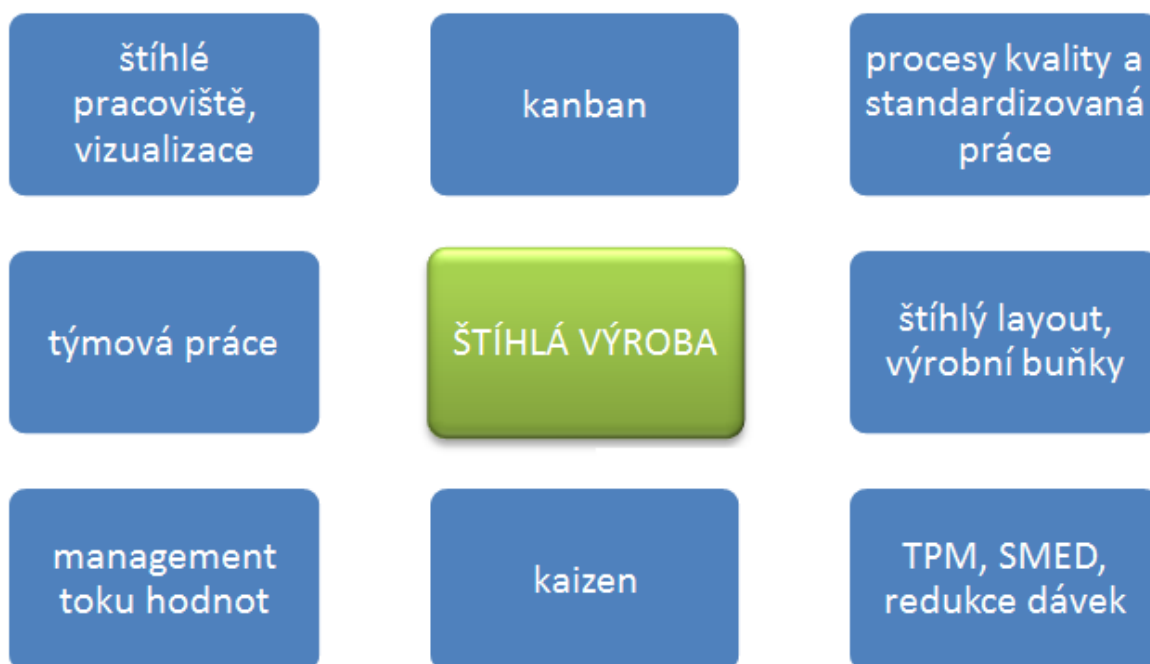 štíhlé
pracoviště,
vizualizace
kanban
procesy kvality a
standardizovaná
práce
týmová práce
ŠTÍHLÁ VÝROBA
štíhlý layout,
výrobní buňky
management
toku hodnot
kaizen
TPM, SMED,
redukce dávek